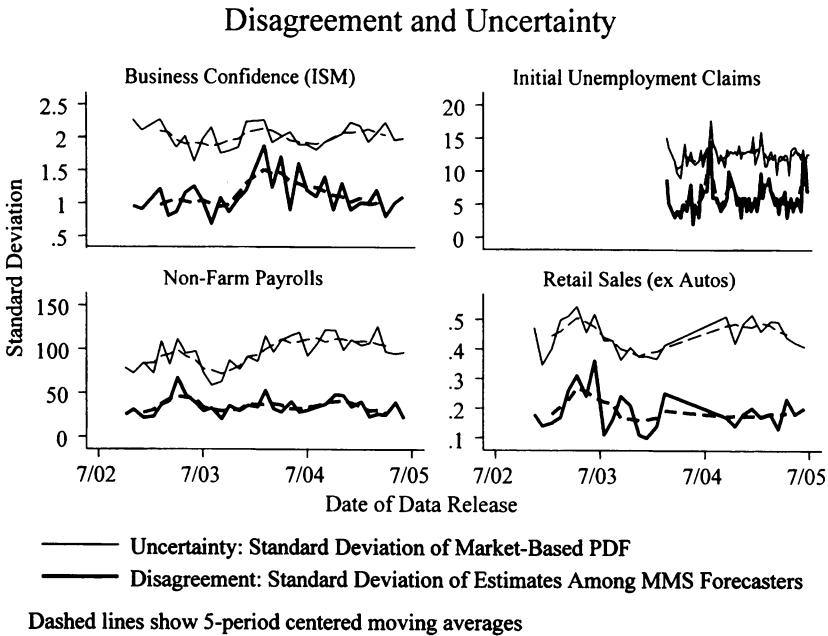 Disagreement and Uncertainty
Business Confidence (ISM)
Initial Unemployment Claims
2.5
2
1.5
1
.5
20
15
10
5
0
Standard Deviation
Non-Farm Payrolls
Retail Sales (ex Autos)
150
100
50
0
.5
.4
.3
.2
.1
7/02 7/03 7/04 7/05
7/02 7/03 7/04 7/05
Date of Data Release
Uncertainty: Standard Deviation of Market-Based PDF
Disagreement: Standard Deviation of Estimates Among MMS Forecasters
Dashed lines show 5-period centered moving averages